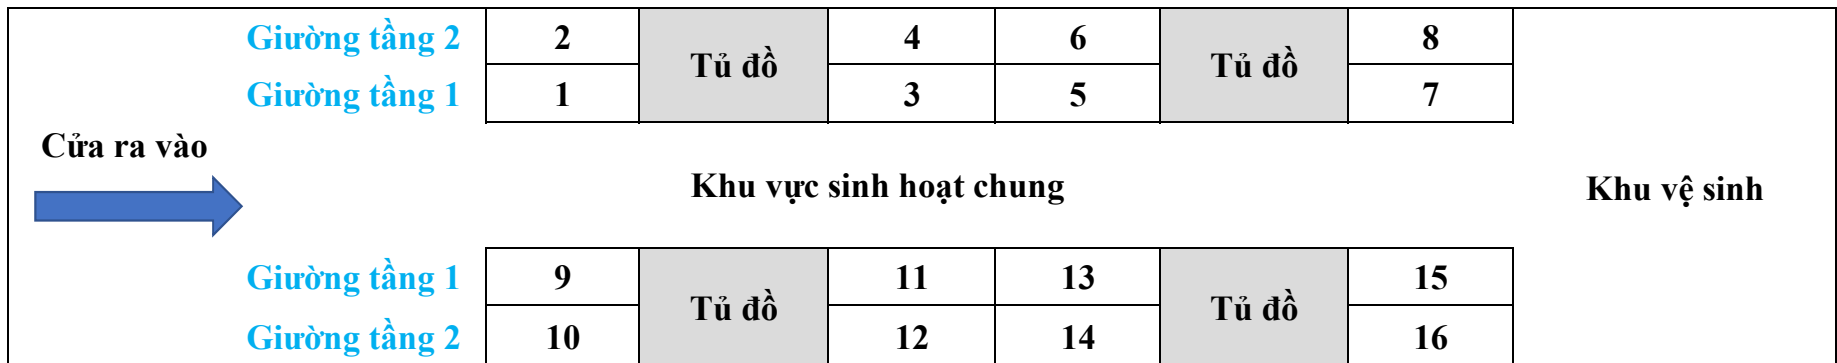 Giường tầng 2 2 Tủ đồ 4 6 Tủ đồ 8
Giường tầng 1 1 3 5 7
Cửa ra vào
Khu vực sinh hoạt chung
Khu vệ sinh
Giường tầng 1 9 Tủ đồ 11 13 Tủ đồ 15
Giường tầng 2 10 12 14 16